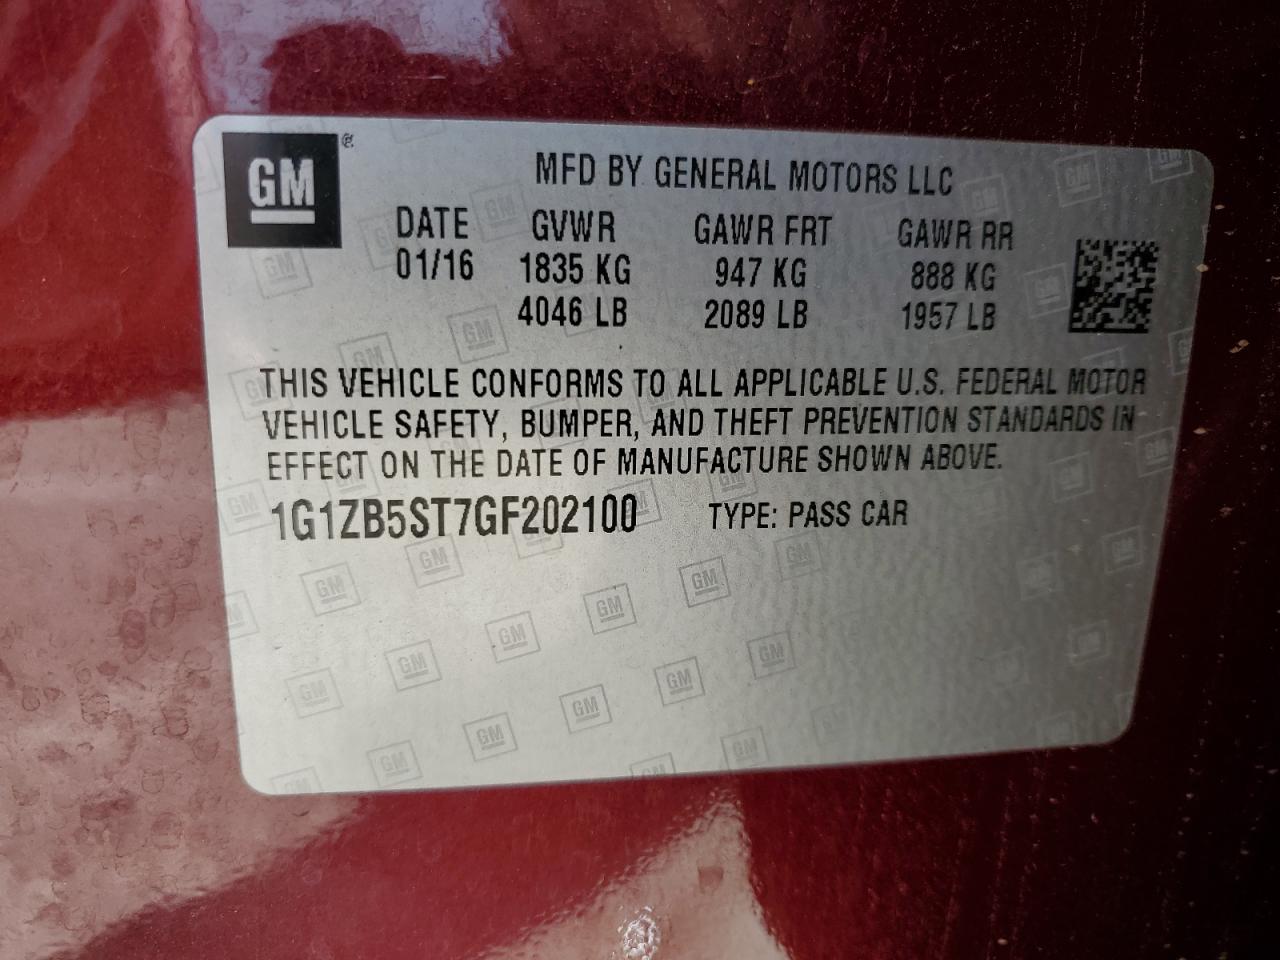 GM
MFD BY GENERAL MOTORS LLC
DATE GVWR GAWR FRT GAWR RR
01/16 1835 KG 947 KG 888 KG
4046 LB 2089 LB 1957 LB
THIS VEHICLE CONFORMS TO ALL APPLICABLE U.S. FEDERAL MOTOR
VEHICLE SAFETY, BUMPER, AND THEFT PREVENTION STANDARDS IN
EFFECT ON THE DATE OF MANUFACTURE SHOWN ABOVE.
1G1ZB5ST7GF202100 TYPE: PASS CAR